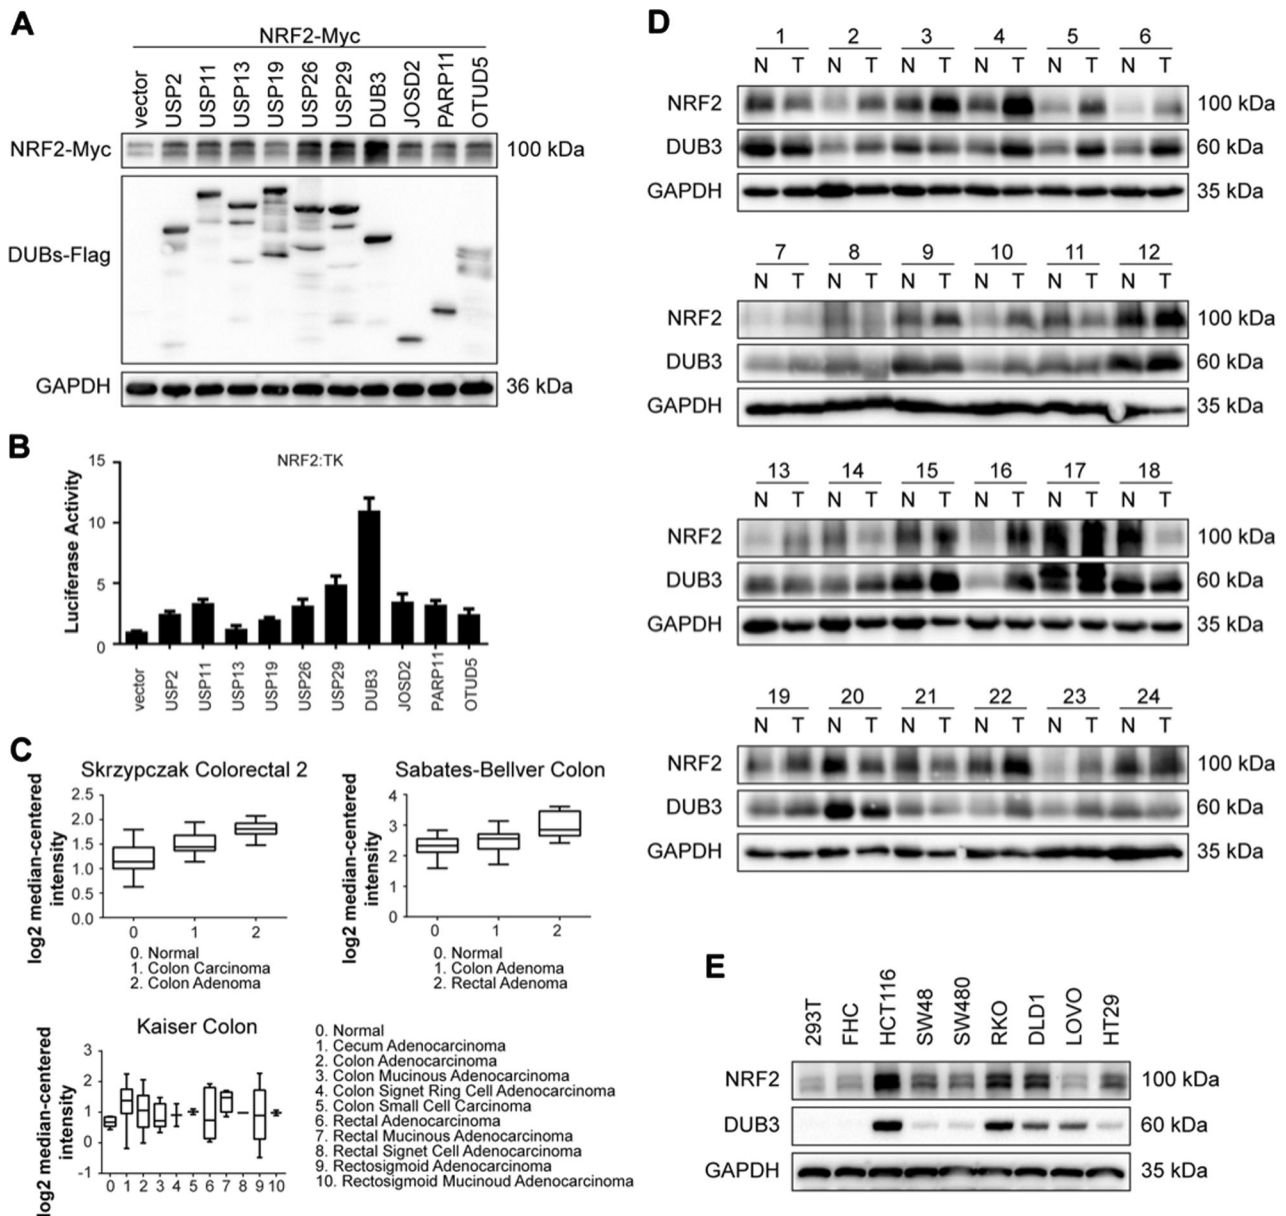 A
NRF2-Myc
vector USP2 USP11 USP13 USP19 USP26 USP29 DUB3 JOSD2 PARP11 OTUD5
NRF2-Myc 100 kDa
DUBs-Flag
GAPDH 36 kDa
B
NRF2:TK
Luciferase Activity
15
10
5
0
vector USP2 USP11 USP13 USP19 USP26 USP29 DUB3 JOSD2 PARP11 OTUD5
C
Skrzypczak Colorectal 2
log2 median-centered
intensity
2.5
2.0
1.5
1.0
0.5
0.0
0 1 2
0. Normal
1. Colon Carcinoma
2. Colon Adenoma
Sabates-Bellver Colon
log2 median-centered
intensity
4
3
2
1
0
0 1 2
0. Normal
1. Colon Adenoma
2. Rectal Adenoma
Kaiser Colon
log2 median-centered
intensity
3
2
1
0
-1
0 1 2 3 4 5 6 7 8 9 10
0. Normal
1. Cecum Adenocarcinoma
2. Colon Adenocarcinoma
3. Colon Mucinous Adenocarcinoma
4. Colon Signet Ring Cell Adenocarcinoma
5. Colon Small Cell Carcinoma
6. Rectal Adenocarcinoma
7. Rectal Mucinous Adenocarcinoma
8. Rectal Signet Cell Adenocarcinoma
9. Rectosigmoid Adenocarcinoma
10. Rectosigmoid Mucinoud Adenocarcinoma
D
1 2 3 4 5 6
N T N T N T N T N T N T
NRF2 100 kDa
DUB3 60 kDa
GAPDH 35 kDa
7 8 9 10 11 12
N T N T N T N T N T N T
NRF2 100 kDa
DUB3 60 kDa
GAPDH 35 kDa
13 14 15 16 17 18
N T N T N T N T N T N T
NRF2 100 kDa
DUB3 60 kDa
GAPDH 35 kDa
19 20 21 22 23 24
N T N T N T N T N T N T
NRF2 100 kDa
DUB3 60 kDa
GAPDH 35 kDa
E
293T FHC HCT116 SW48 SW480 RKO DLD1 LOVO HT29
NRF2 100 kDa
DUB3 60 kDa
GAPDH 35 kDa